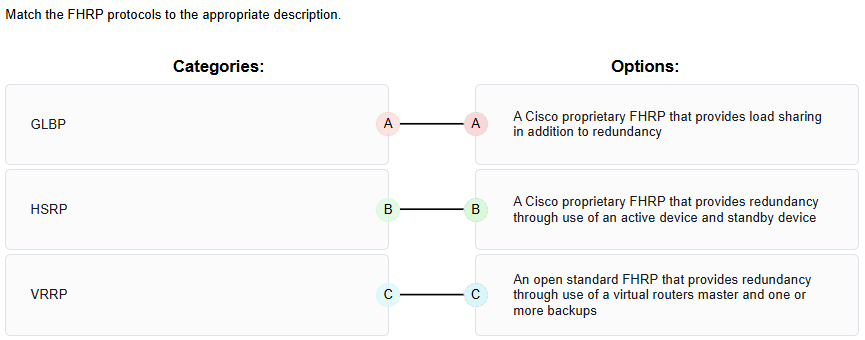 Match the FHRP protocols to the appropriate description.
Categories:
Options:
GLBP
A
A
A Cisco proprietary FHRP that provides load sharing
in addition to redundancy
HSRP
B
B
A Cisco proprietary FHRP that provides redundancy
through use of an active device and standby device
VRRP
C
C
An open standard FHRP that provides redundancy
through use of a virtual routers master and one or
more backups